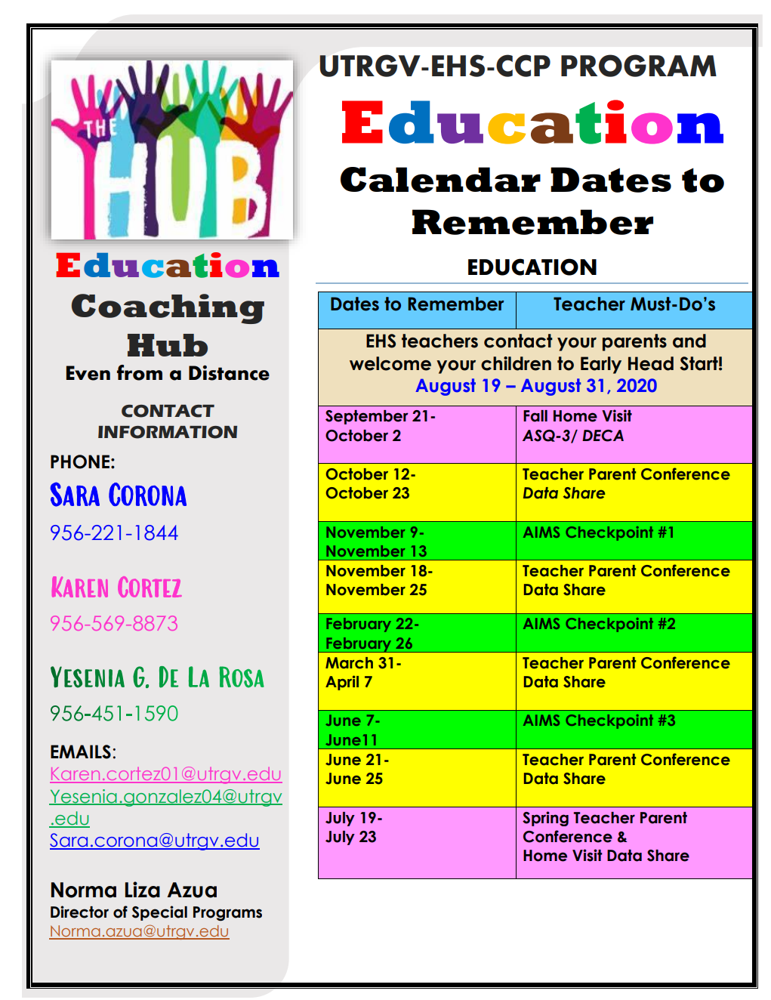 THE
HUB
Education
Coaching
Hub
Even from a Distance
CONTACT
INFORMATION
PHONE:
SARA CORONA
956-221-1844
KAREN CORTEZ
956-569-8873
YESENIA G. DE LA ROSA
956-451-1590
EMAILS:
Karen.cortez01@utrgv.edu
Yesenia.gonzalez04@utrgv
.edu
Sara.corona@utrgv.edu
Norma Liza Azua
Director of Special Programs
Norma.azua@utrgv.edu
UTRGV-EHS-CCP PROGRAM
Education
Calendar Dates to
Remember
EDUCATION
Dates to Remember Teacher Must-Do's
EHS teachers contact your parents and
welcome your children to Early Head Start!
August 19 – August 31, 2020
September 21- Fall Home Visit
October 2 ASQ-3/ DECA
October 12- Teacher Parent Conference
October 23 Data Share
November 9- AIMS Checkpoint #1
November 13
November 18- Teacher Parent Conference
November 25 Data Share
February 22- AIMS Checkpoint #2
February 26
March 31- Teacher Parent Conference
April 7 Data Share
June 7- AIMS Checkpoint #3
June11
June 21- Teacher Parent Conference
June 25 Data Share
July 19- Spring Teacher Parent
July 23 Conference &
Home Visit Data Share